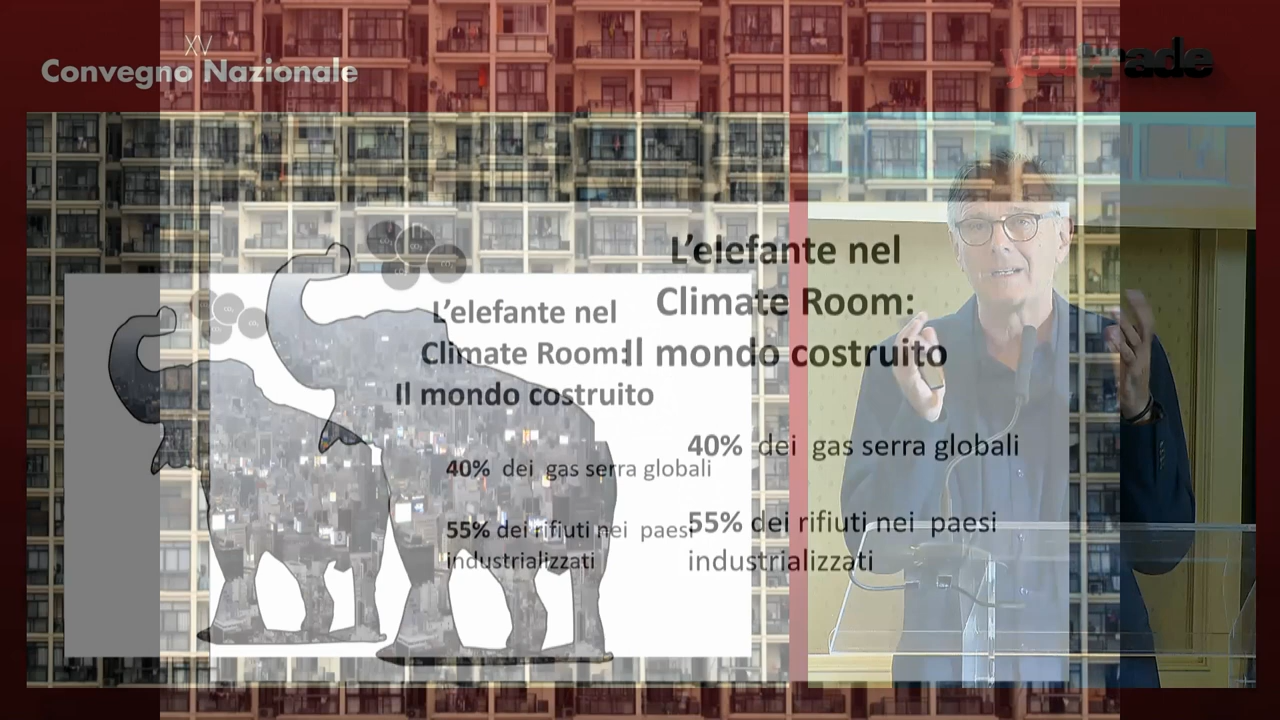 XV
Convegno Nazionale
youtrade
L'elefante nel
Climate Room:
Il mondo costruito
40% dei gas serra globali
55% dei rifiuti nei paesi
industrializzati
L'elefante nel
Climate Room:
Il mondo costruito
40% dei gas serra globali
55% dei rifiuti nei paesi
industrializzati